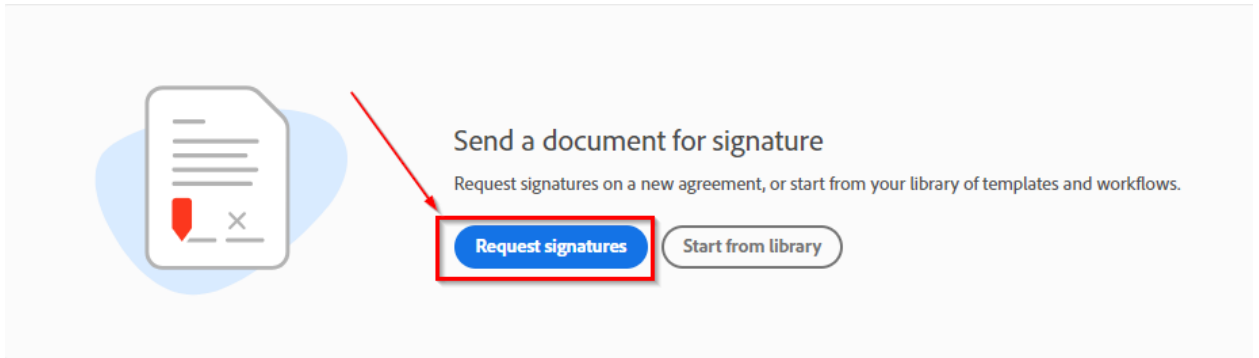 Send a document for signature
Request signatures on a new agreement, or start from your library of templates and workflows.
Request signatures
Start from library